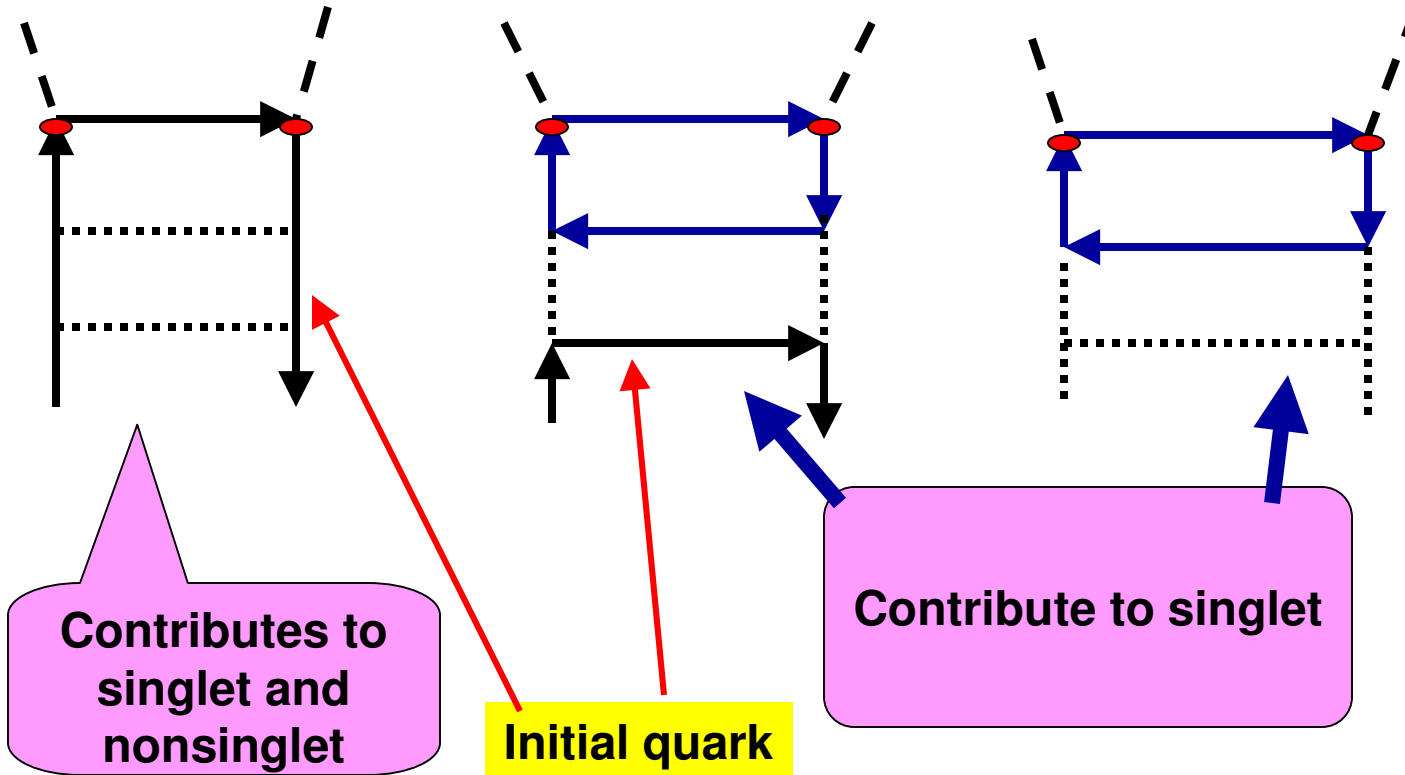 Contributes to
singlet and
nonsinglet
Initial quark
Contribute to singlet